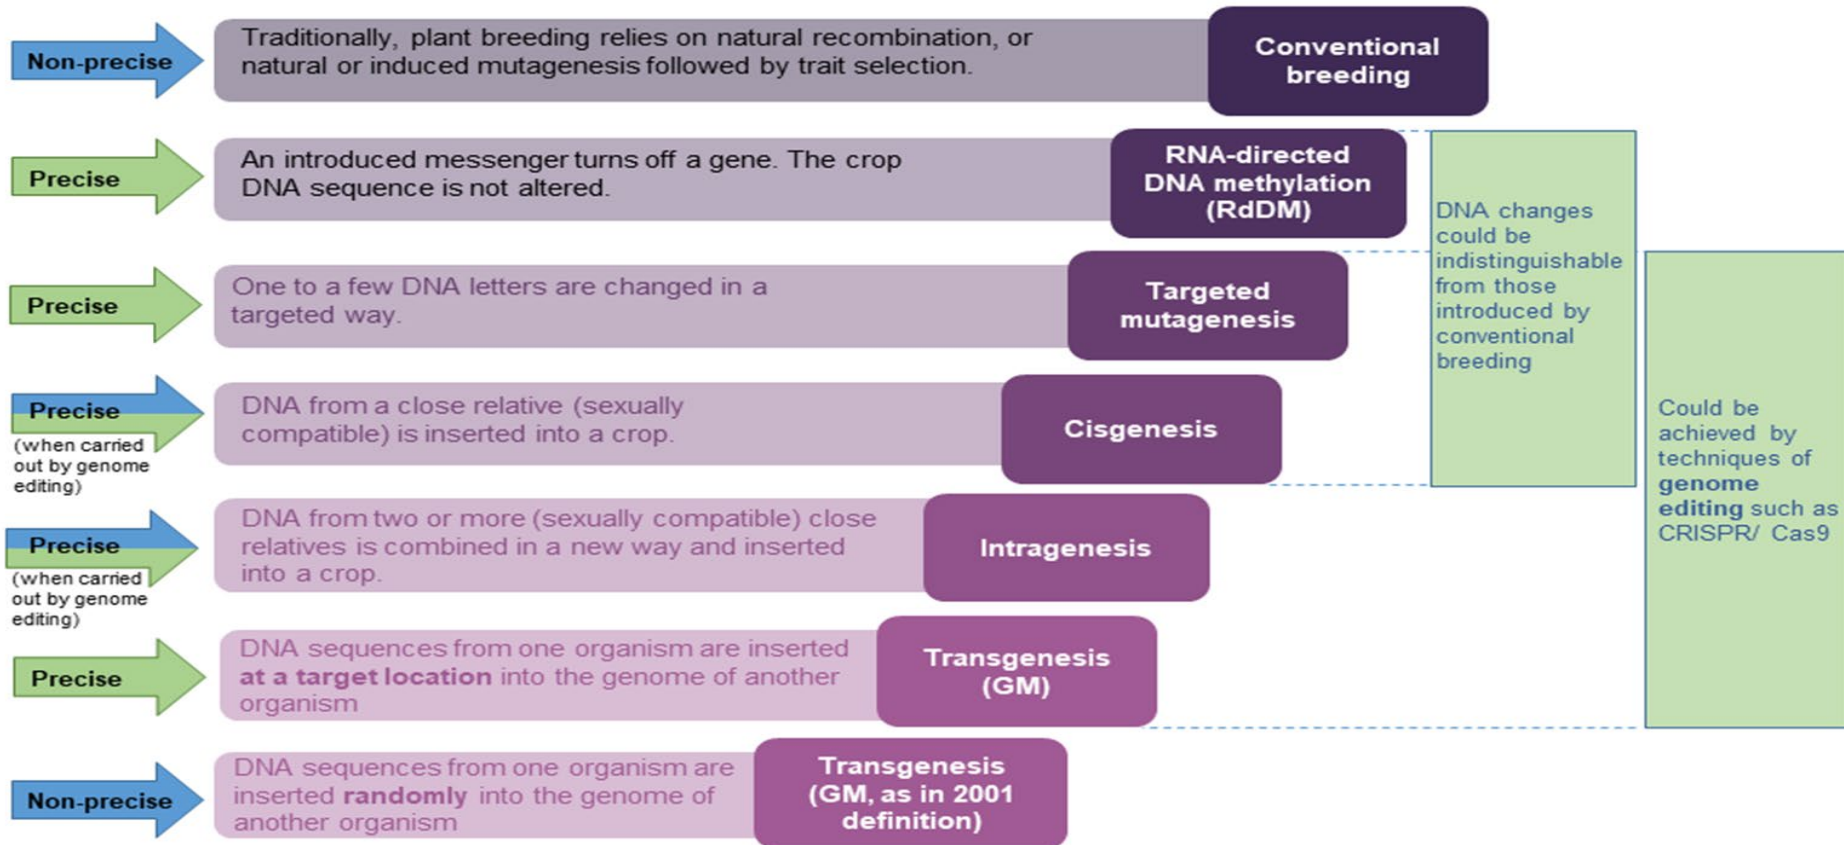 Non-precise
Traditionally, plant breeding relies on natural recombination, or
natural or induced mutagenesis followed by trait selection.
Conventional
breeding
Precise
An introduced messenger turns off a gene. The crop
DNA sequence is not altered.
RNA-directed
DNA methylation
(RdDM)
DNA changes
could be
indistinguishable
from those
introduced by
conventional
breeding
Precise
One to a few DNA letters are changed in a
targeted way.
Targeted
mutagenesis
Precise
(when carried
out by genome
editing)
DNA from a close relative (sexually
compatible) is inserted into a crop.
Cisgenesis
Could be
achieved by
techniques of
genome
editing such as
CRISPR/ Cas9
Precise
(when carried
out by genome
editing)
DNA from two or more (sexually compatible) close
relatives is combined in a new way and inserted
into a crop.
Intragenesis
Precise
DNA sequences from one organism are inserted
at a target location into the genome of another
organism
Transgenesis
(GM)
Non-precise
DNA sequences from one organism are
inserted randomly into the genome of
another organism
Transgenesis
(GM, as in 2001
definition)